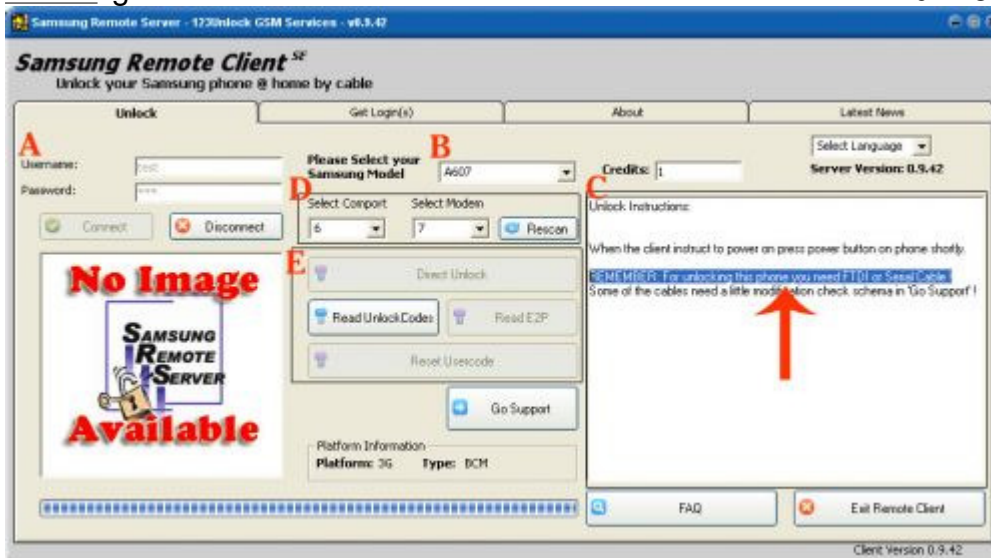 Samsung Remote Server - 123Unlock GSM Services - v0.9.42
Samsung Remote Client SE
Unlock your Samsung phone @ home by cable
Unlock
Get Login(s)
About
Latest News
A
Username:
test
Password:
***
Connect
Disconnect
B
Please Select your
Samsung Model
A607
Credits: 1
Select Language
Server Version: 0.9.42
D
Select Comport
Select Modem
6
7
Rescan
E
Direct Unlock
Read UnlockCodes
Read E2P
Reset Usercode
Go Support
Platform Information
Platform: 3G Type: BCM
C
Unlock Instructions:
When the client instruct to power on press power button on phone shortly.
REMEMBER: For unlocking this phone you need FTDI or Serial Cable.
Some of the cables need a little modification check schema in 'Go Support' !
No Image
SAMSUNG
REMOTE
SERVER
Available
FAQ
Exit Remote Client
Client Version 0.9.42